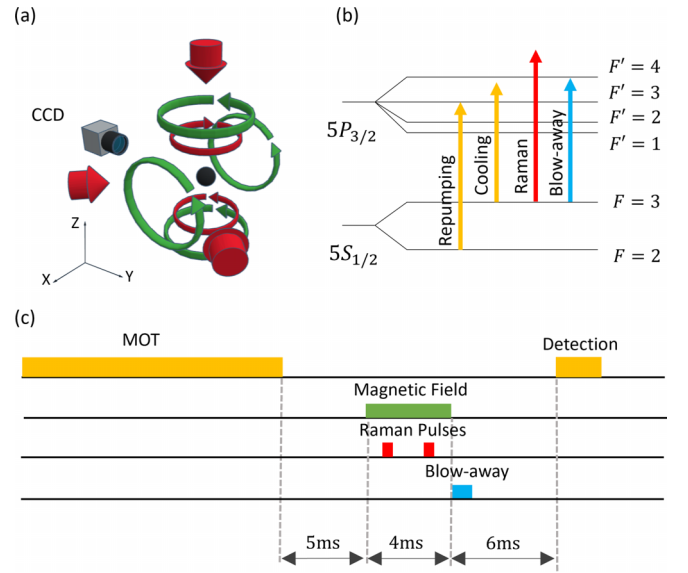 (a)
CCD
Z
X
Y
(b)
5P3/2
5S1/2
Repumping
Cooling
Raman
Blow-away
F′ = 4
F′ = 3
F′ = 2
F′ = 1
F = 3
F = 2
(c)
MOT
Detection
Magnetic Field
Raman Pulses
Blow-away
5ms
4ms
6ms